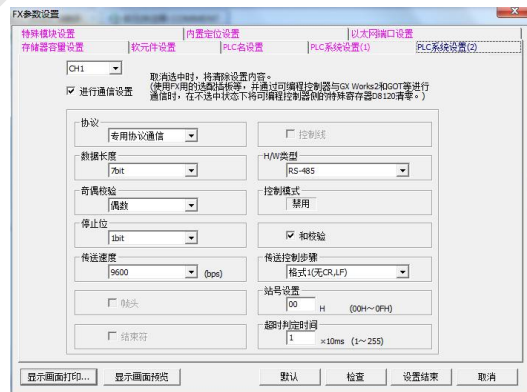 FX参数设置
特殊模块设置 内置定位设置 以太网端口设置
存储器容量设置 软元件设置 PLC名设置 PLC系统设置(1) PLC系统设置(2)
CH1
进行通信设置
取消选中时，将清除设置内容。
(使用FX用的选配插板等，并通过可编程控制器与GX Works2和GOT等进行
通信时，在不选中状态下将可编程控制器侧的特殊寄存器D8120清零。)
协议
专用协议通信
控制线
数据长度
7bit
H/W类型
RS-485
奇偶校验
偶数
控制模式
禁用
停止位
1bit
和校验
传送速度
9600 (bps)
传送控制步骤
格式1(无CR,LF)
帧头
站号设置
00 H (00H～0FH)
结束符
超时判定时间
1 ×10ms (1～255)
显示画面打印... 显示画面预览 默认 检查 设置结束 取消